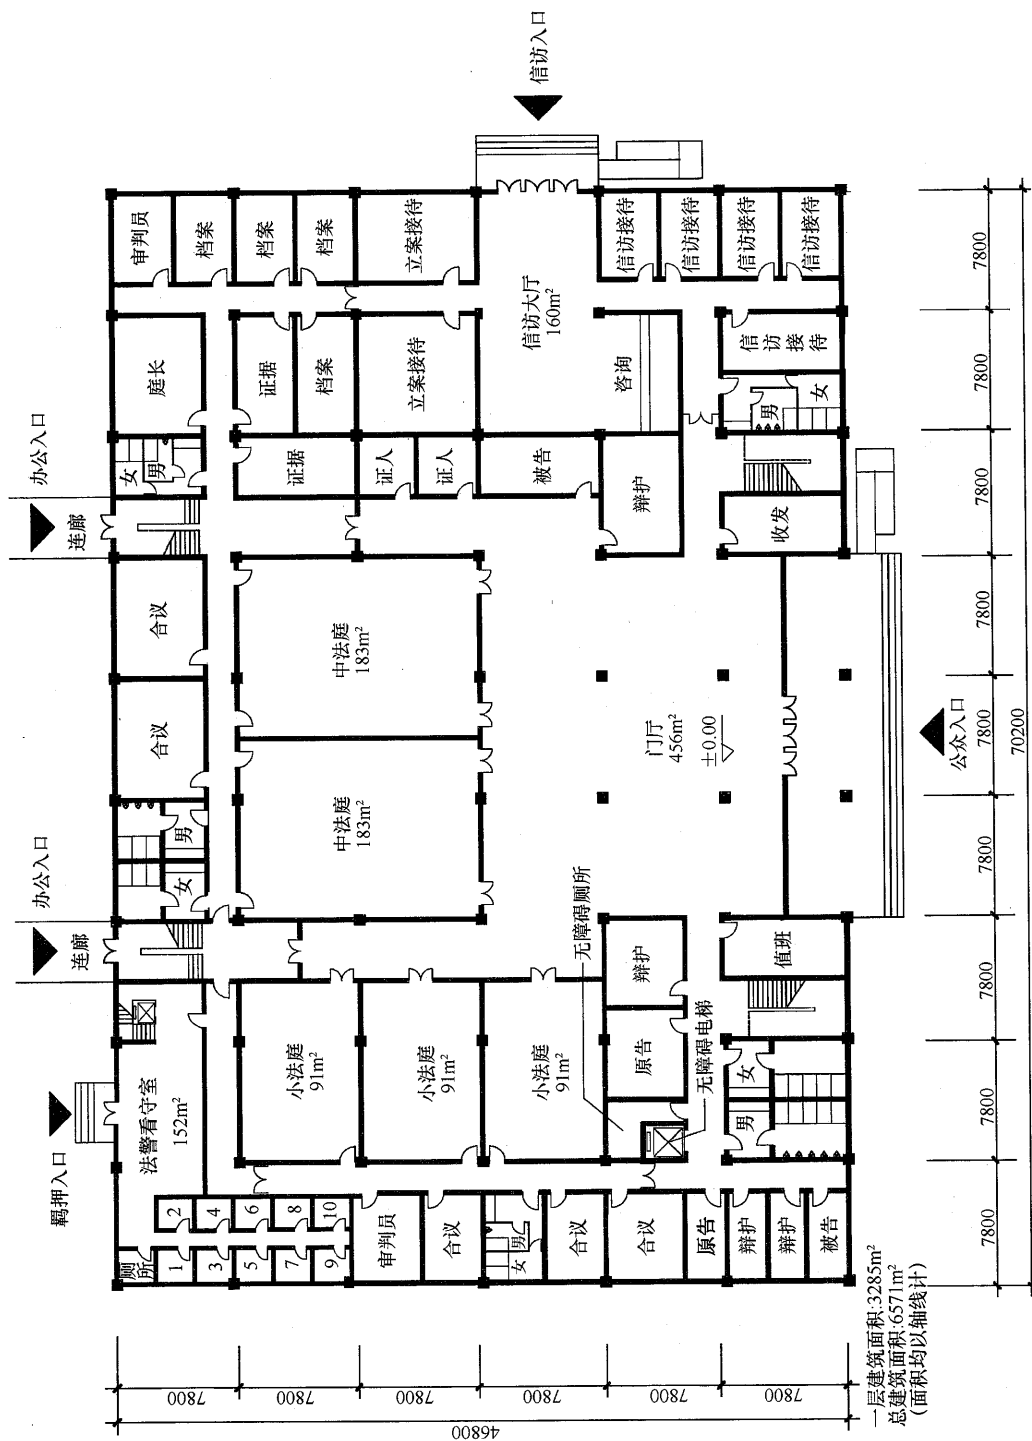 信访入口
办公入口
办公入口
羁押入口
公众入口
连廊
连廊
审判员
档案
档案
档案
立案接待
信访大厅
160m²
信访接待
信访接待
信访接待
信访接待
庭长
证据
档案
立案接待
咨询
信访接待
女
男
男
女
证据
证人
证人
被告
辩护
收发
合议
合议
中法庭
183m²
中法庭
183m²
门厅
456m²
±0.00
男
女
无障碍厕所
辩护
值班
小法庭
91m²
小法庭
91m²
小法庭
91m²
原告
无障碍电梯
女
男
法警看守室
152m²
2
4
6
8
10
厕所
1
3
5
7
9
审判员
合议
女
男
合议
合议
原告
辩护
辩护
被告
7800
7800
7800
7800
7800
7800
7800
7800
7800
70200
7800
7800
7800
7800
7800
7800
46800
一层建筑面积:3285m²
总建筑面积:6571m²
(面积均以轴线计)